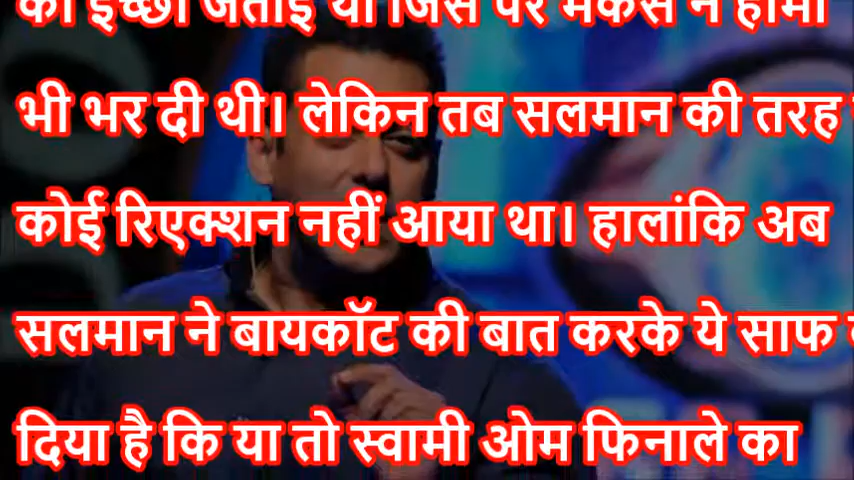 की इच्छा जताई थी जिस पर मेकर्स ने हामी
भी भर दी थी। लेकिन तब सलमान की तरह
कोई रिएक्शन नहीं आया था। हालांकि अब
सलमान ने बायकॉट की बात करके ये साफ
दिया है कि या तो स्वामी ओम फिनाले का